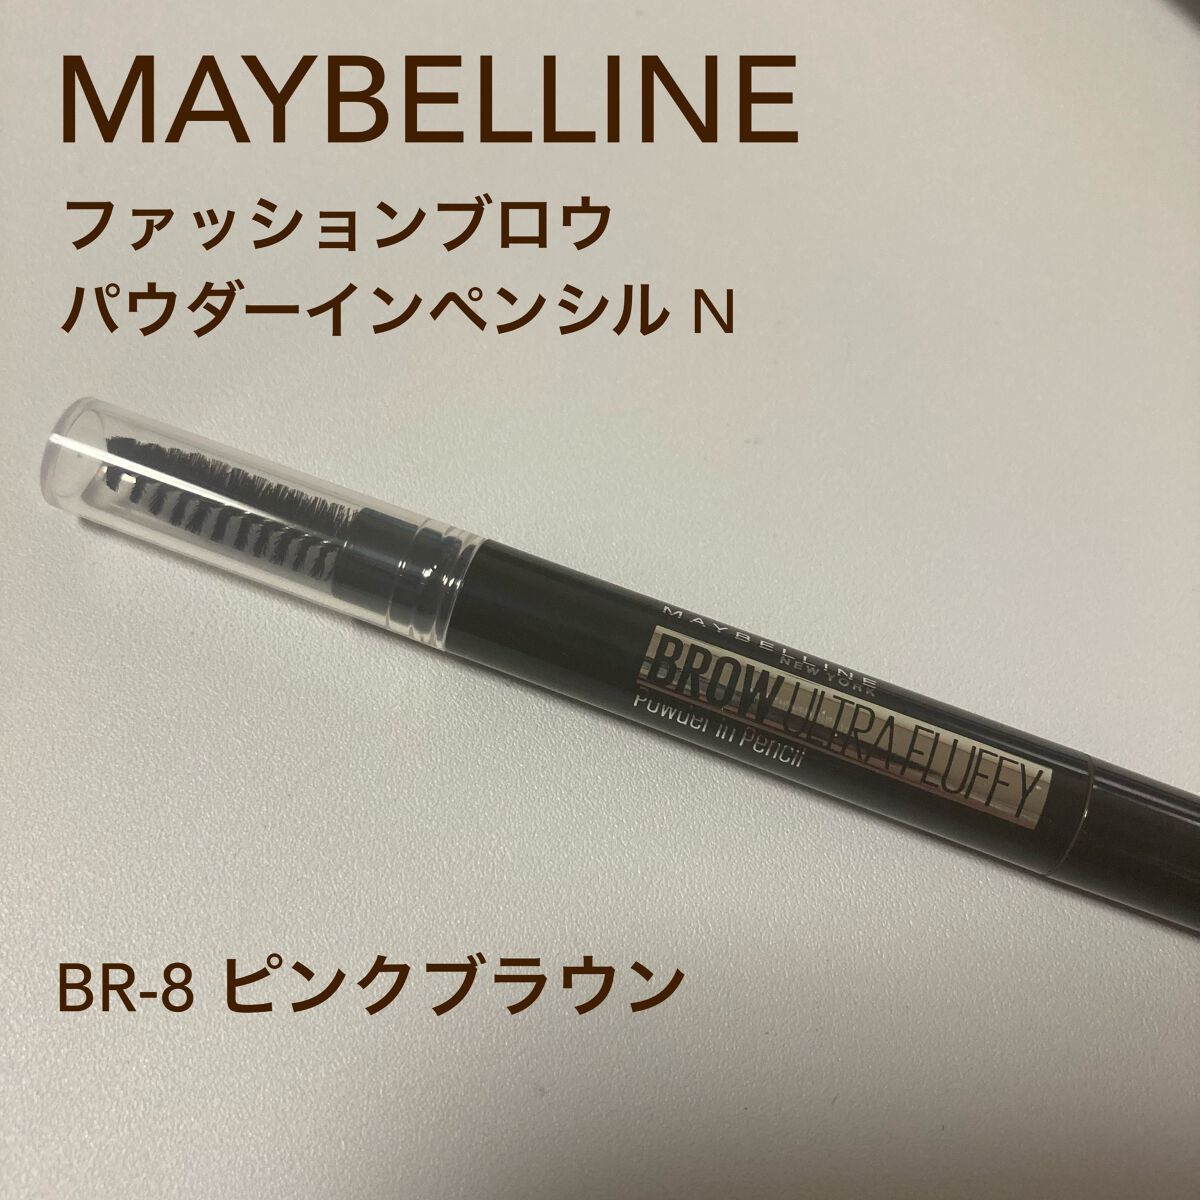 MAYBELLINE
ファッションブロウ
パウダーインペンシル N
MAYBELLINE
NEW YORK
BROW ULTRA FLUFFY
Powder In Pencil
BR-8 ピンクブラウン